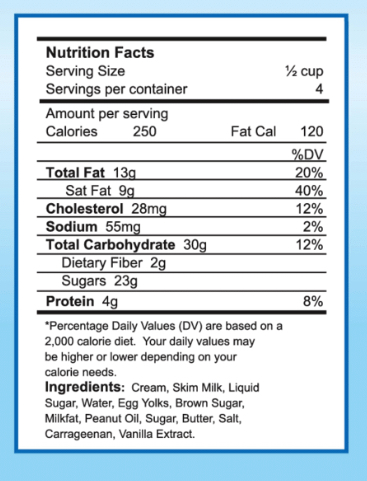 Nutrition Facts
Serving Size ½ cup
Servings per container 4
Amount per serving
Calories 250 Fat Cal 120
%DV
Total Fat 13g 20%
Sat Fat 9g 40%
Cholesterol 28mg 12%
Sodium 55mg 2%
Total Carbohydrate 30g 12%
Dietary Fiber 2g
Sugars 23g
Protein 4g 8%
*Percentage Daily Values (DV) are based on a
2,000 calorie diet. Your daily values may
be higher or lower depending on your
calorie needs.
Ingredients: Cream, Skim Milk, Liquid
Sugar, Water, Egg Yolks, Brown Sugar,
Milkfat, Peanut Oil, Sugar, Butter, Salt,
Carrageenan, Vanilla Extract.